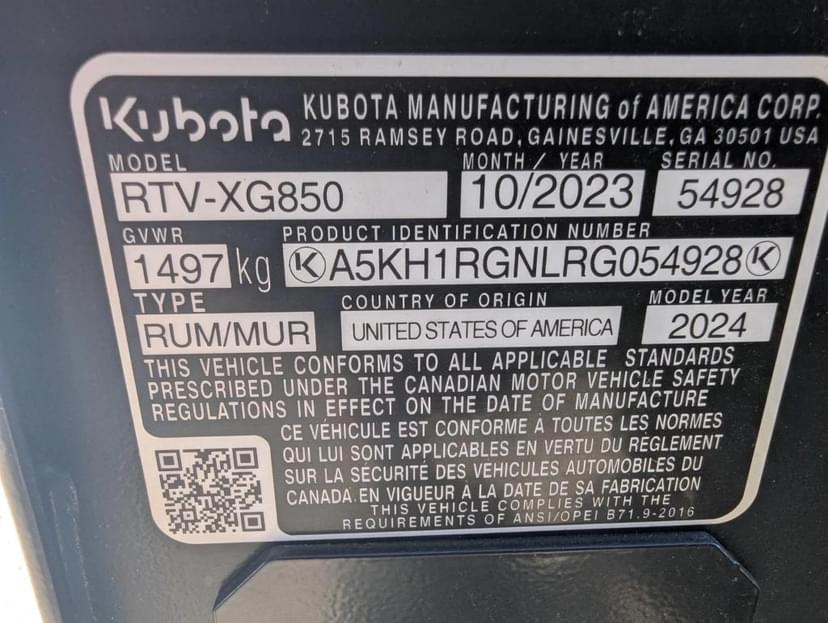 Kubota KUBOTA MANUFACTURING of AMERICA CORP.
2715 RAMSEY ROAD, GAINESVILLE, GA 30501 USA
MODEL MONTH / YEAR SERIAL NO.
RTV-XG850 10/2023 54928
GVWR PRODUCT IDENTIFICATION NUMBER
1497 kg K A5KH1RGNLRG054928 K
TYPE COUNTRY OF ORIGIN MODEL YEAR
RUM/MUR UNITED STATES OF AMERICA 2024
THIS VEHICLE CONFORMS TO ALL APPLICABLE STANDARDS
PRESCRIBED UNDER THE CANADIAN MOTOR VEHICLE SAFETY
REGULATIONS IN EFFECT ON THE DATE OF MANUFACTURE
CE VÉHICULE EST CONFORME À TOUTES LES NORMES
QUI LUI SONT APPLICABLES EN VERTU DU RÈGLEMENT
SUR LA SÉCURITÉ DES VEHICULES AUTOMOBILES DU
CANADA EN VIGUEUR À LA DATE DE SA FABRICATION
THIS VEHICLE COMPLIES WITH THE
REQUIREMENTS OF ANSI/OPEI B71.9-2016